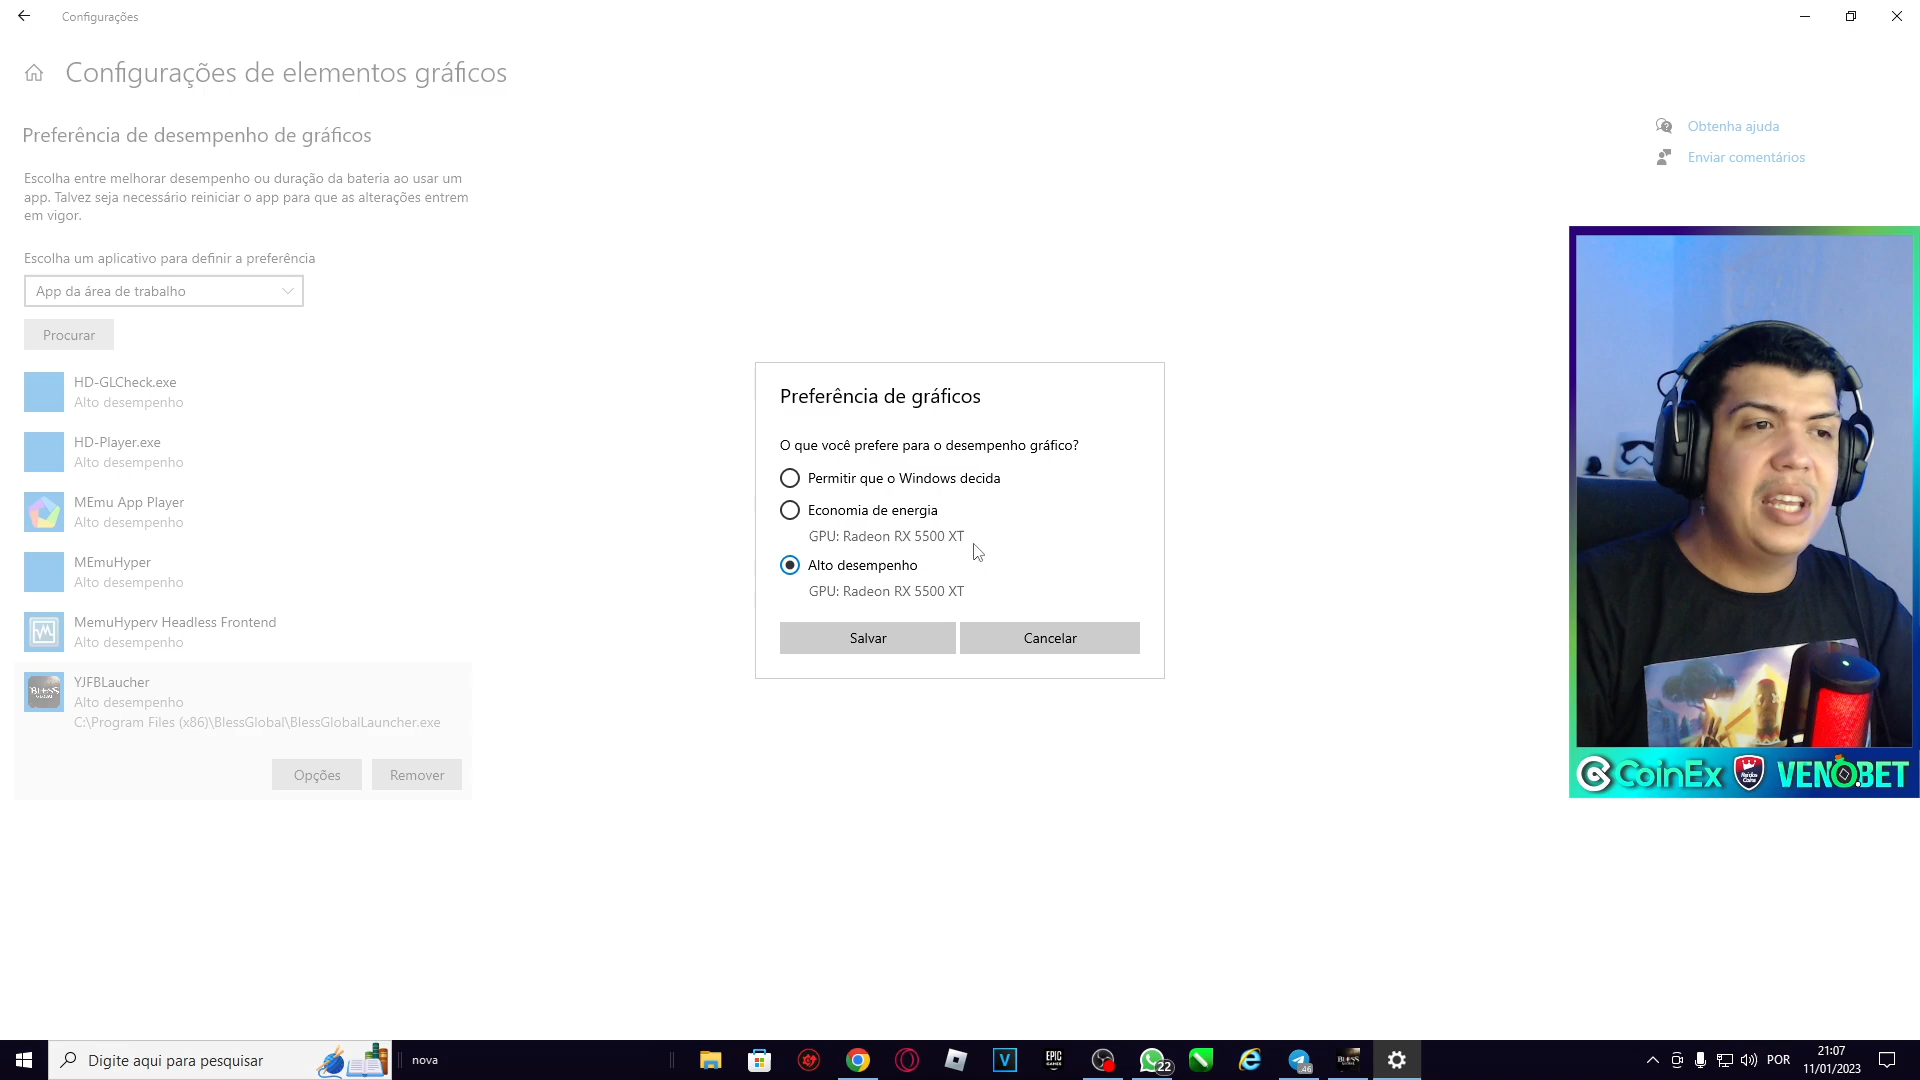 Configurações
Configurações de elementos gráficos
Preferência de desempenho de gráficos
Escolha entre melhorar desempenho ou duração da bateria ao usar um
app. Talvez seja necessário reiniciar o app para que as alterações entrem
em vigor.
Escolha um aplicativo para definir a preferência
App da área de trabalho
Procurar
HD-GLCheck.exe
Alto desempenho
HD-Player.exe
Alto desempenho
MEmu App Player
Alto desempenho
MEmuHyper
Alto desempenho
MemuHyperv Headless Frontend
Alto desempenho
YJFBLaucher
Alto desempenho
C:\Program Files (x86)\BlessGlobal\BlessGlobalLauncher.exe
Opções
Remover
Preferência de gráficos
O que você prefere para o desempenho gráfico?
Permitir que o Windows decida
Economia de energia
GPU: Radeon RX 5500 XT
Alto desempenho
GPU: Radeon RX 5500 XT
Salvar
Cancelar
Obtenha ajuda
Enviar comentários
CoinEx
VENOBET
Digite aqui para pesquisar
nova
EPIC
GAMES
22
46
BLESS
POR
21:07
11/01/2023